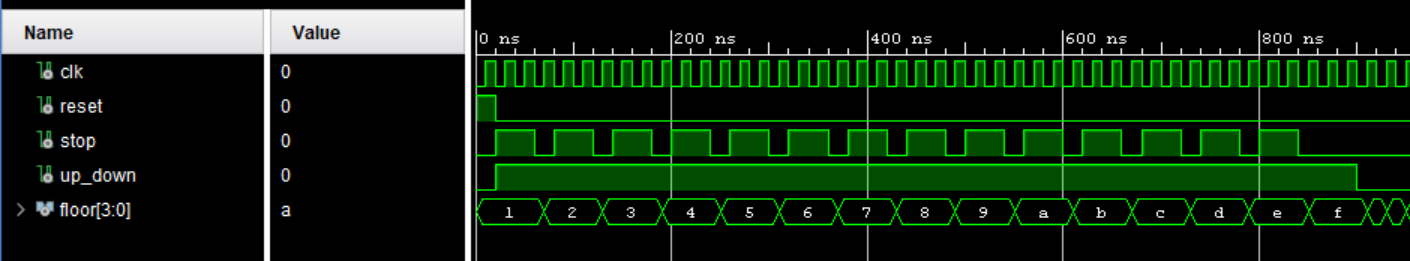 Name Value
0 ns 200 ns 400 ns 600 ns 800 ns
clk 0
reset 0
stop 0
up_down 0
floor[3:0] a 1 2 3 4 5 6 7 8 9 a b c d e f